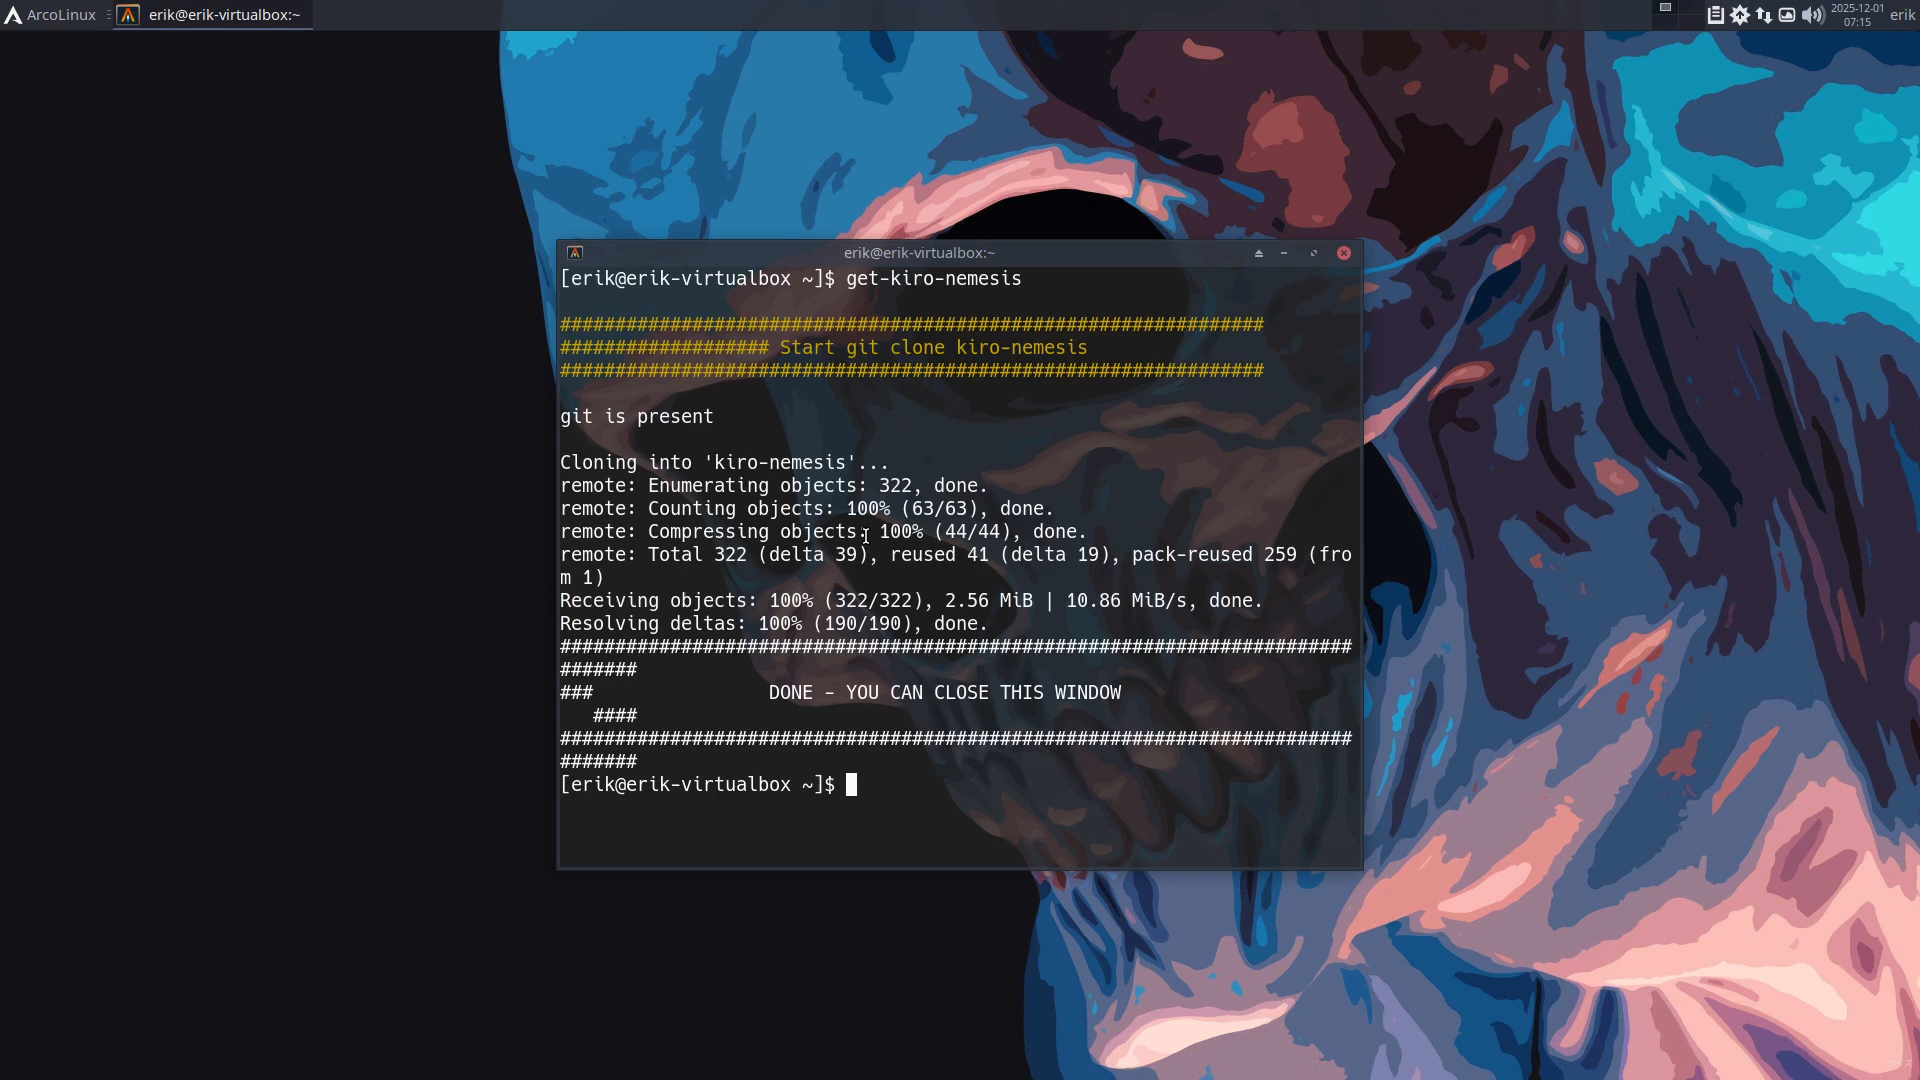 ArcoLinux
erik@erik-virtualbox:~
2025-12-01
07:15
erik
erik@erik-virtualbox:~
[erik@erik-virtualbox ~]$ get-kiro-nemesis
################################################################
################### Start git clone kiro-nemesis
################################################################
git is present
Cloning into 'kiro-nemesis'...
remote: Enumerating objects: 322, done.
remote: Counting objects: 100% (63/63), done.
remote: Compressing objects: 100% (44/44), done.
remote: Total 322 (delta 39), reused 41 (delta 19), pack-reused 259 (fro
m 1)
Receiving objects: 100% (322/322), 2.56 MiB | 10.86 MiB/s, done.
Resolving deltas: 100% (190/190), done.
########################################################################
#######
###                DONE - YOU CAN CLOSE THIS WINDOW
   ####
########################################################################
#######
[erik@erik-virtualbox ~]$